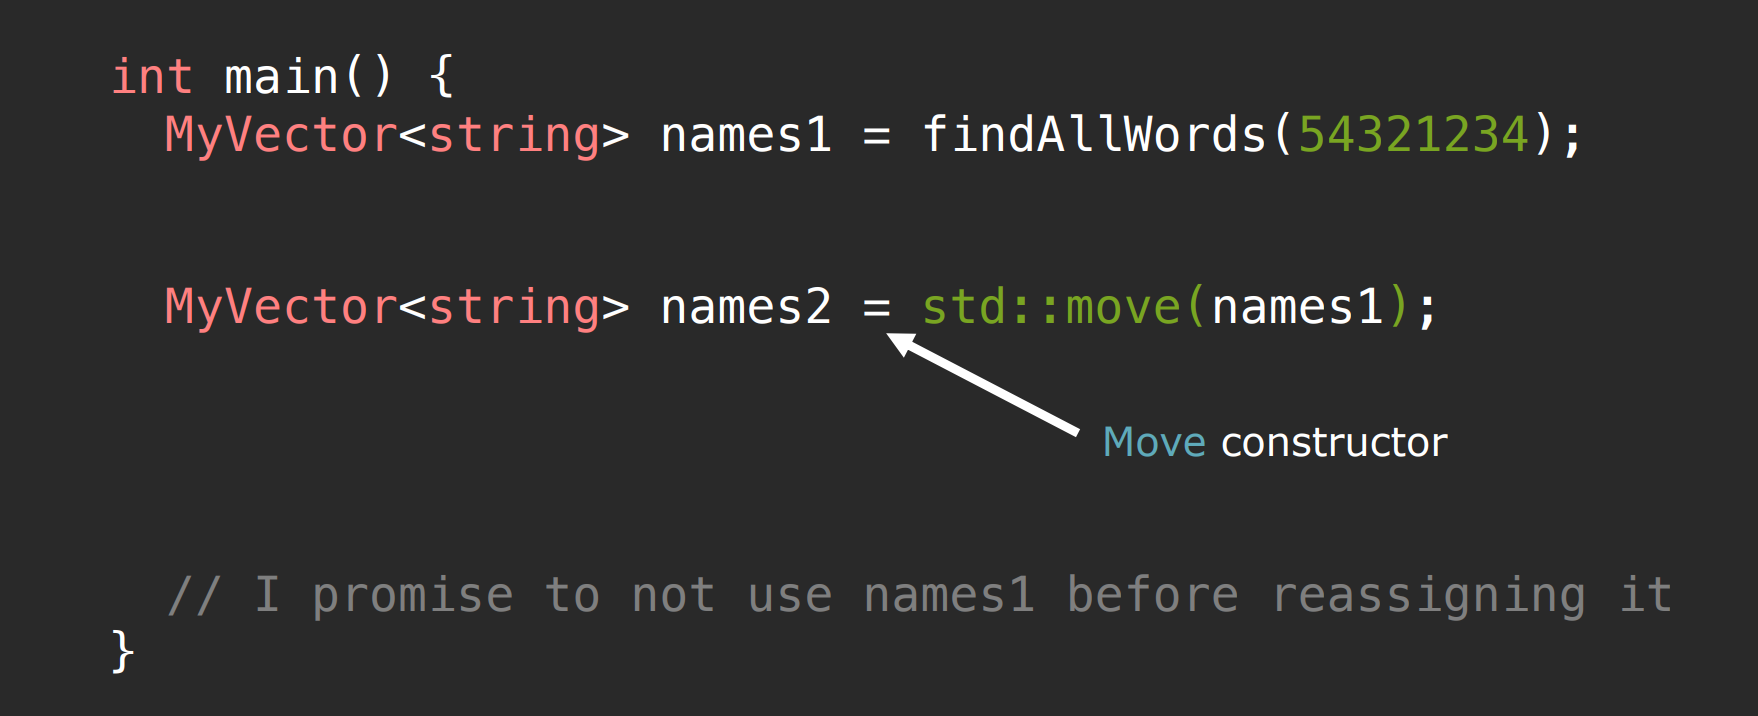 int main() {
MyVector<string> names1 = findAllWords(54321234);
MyVector<string> names2 = std::move(names1);
Move constructor
// I promise to not use names1 before reassigning it
}